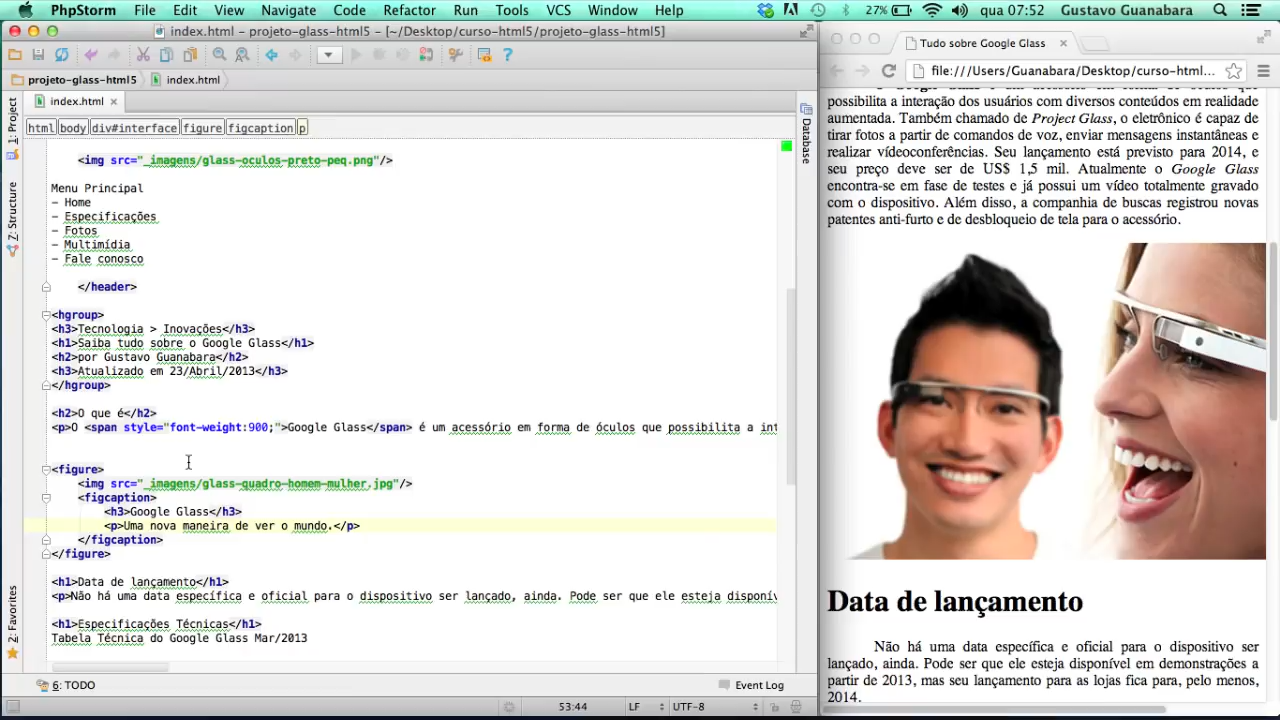 PhpStorm File Edit View Navigate Code Refactor Run Tools VCS Window Help 27% qua 07:52 Gustavo Guanabara
index.html - projeto-glass-html5 - [~/Desktop/curso-html5/projeto-glass-html5]
projeto-glass-html5 index.html
1: Project
7: Structure
2: Favorites
index.html
html body div#interface figure figcaption p
<img src="_imagens/glass-oculos-preto-peq.png"/>
Menu Principal
- Home
- Especificações
- Fotos
- Multimídia
- Fale conosco
</header>
<hgroup>
<h3>Tecnologia > Inovações</h3>
<h1>Saiba tudo sobre o Google Glass</h1>
<h2>por Gustavo Guanabara</h2>
<h3>Atualizado em 23/Abril/2013</h3>
</hgroup>
<h2>O que é</h2>
<p>O <span style="font-weight:900;">Google Glass</span> é um acessório em forma de óculos que possibilita a int
<figure>
<img src="_imagens/glass-quadro-homem-mulher.jpg"/>
<figcaption>
<h3>Google Glass</h3>
<p>Uma nova maneira de ver o mundo.</p>
</figcaption>
</figure>
<h1>Data de lançamento</h1>
<p>Não há uma data específica e oficial para o dispositivo ser lançado, ainda. Pode ser que ele esteja disponív
<h1>Especificações Técnicas</h1>
Tabela Técnica do Google Glass Mar/2013
Database
6: TODO Event Log
53:44 LF UTF-8
Tudo sobre Google Glass
file:///Users/Guanabara/Desktop/curso-html...
possibilita a interação dos usuários com diversos conteúdos em realidade
aumentada. Também chamado de Project Glass, o eletrônico é capaz de
tirar fotos a partir de comandos de voz, enviar mensagens instantâneas e
realizar vídeoconferências. Seu lançamento está previsto para 2014, e
seu preço deve ser de US$ 1,5 mil. Atualmente o Google Glass
encontra-se em fase de testes e já possui um vídeo totalmente gravado
com o dispositivo. Além disso, a companhia de buscas registrou novas
patentes anti-furto e de desbloqueio de tela para o acessório.
Data de lançamento
Não há uma data específica e oficial para o dispositivo ser
lançado, ainda. Pode ser que ele esteja disponível em demonstrações a
partir de 2013, mas seu lançamento para as lojas fica para, pelo menos,
2014.